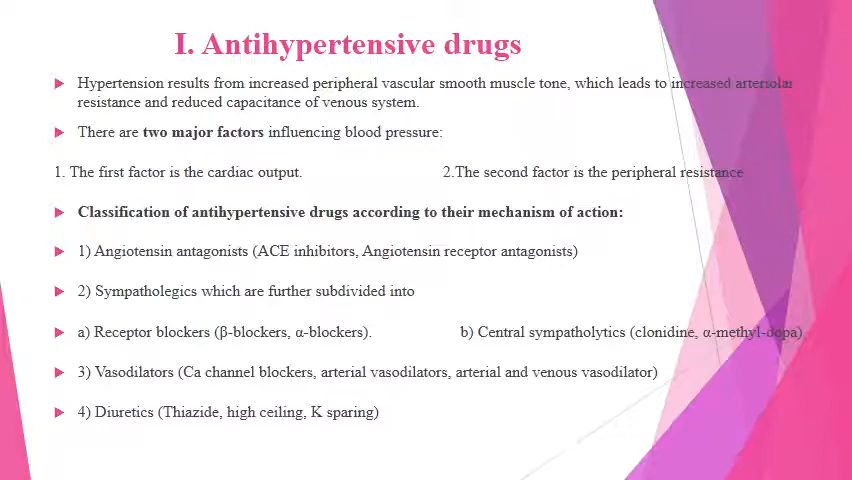 I. Antihypertensive drugs
Hypertension results from increased peripheral vascular smooth muscle tone, which leads to increased arteriolar
resistance and reduced capacitance of venous system.
There are two major factors influencing blood pressure:
1. The first factor is the cardiac output. 2.The second factor is the peripheral resistance
Classification of antihypertensive drugs according to their mechanism of action:
1) Angiotensin antagonists (ACE inhibitors, Angiotensin receptor antagonists)
2) Sympathologics which are further subdivided into
a) Receptor blockers (β-blockers, α-blockers). b) Central sympatholytics (clonidine, α-methyl-dopa)
3) Vasodilators (Ca channel blockers, arterial vasodilators, arterial and venous vasodilator)
4) Diuretics (Thiazide, high ceiling, K sparing)